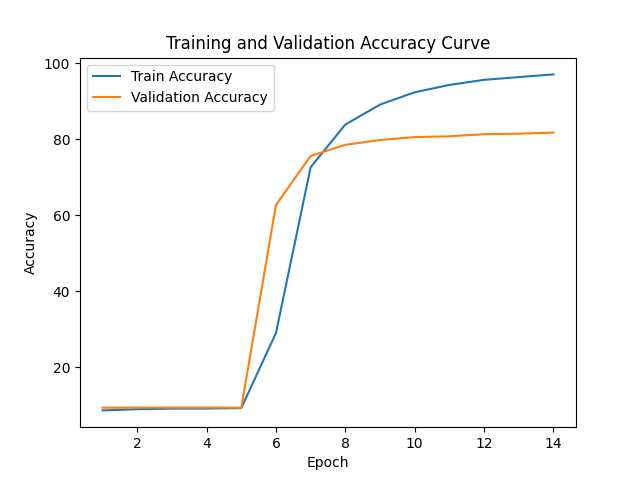 Training and Validation Accuracy Curve
Train Accuracy
Validation Accuracy
100
80
60
40
20
Accuracy
2 4 6 8 10 12 14
Epoch